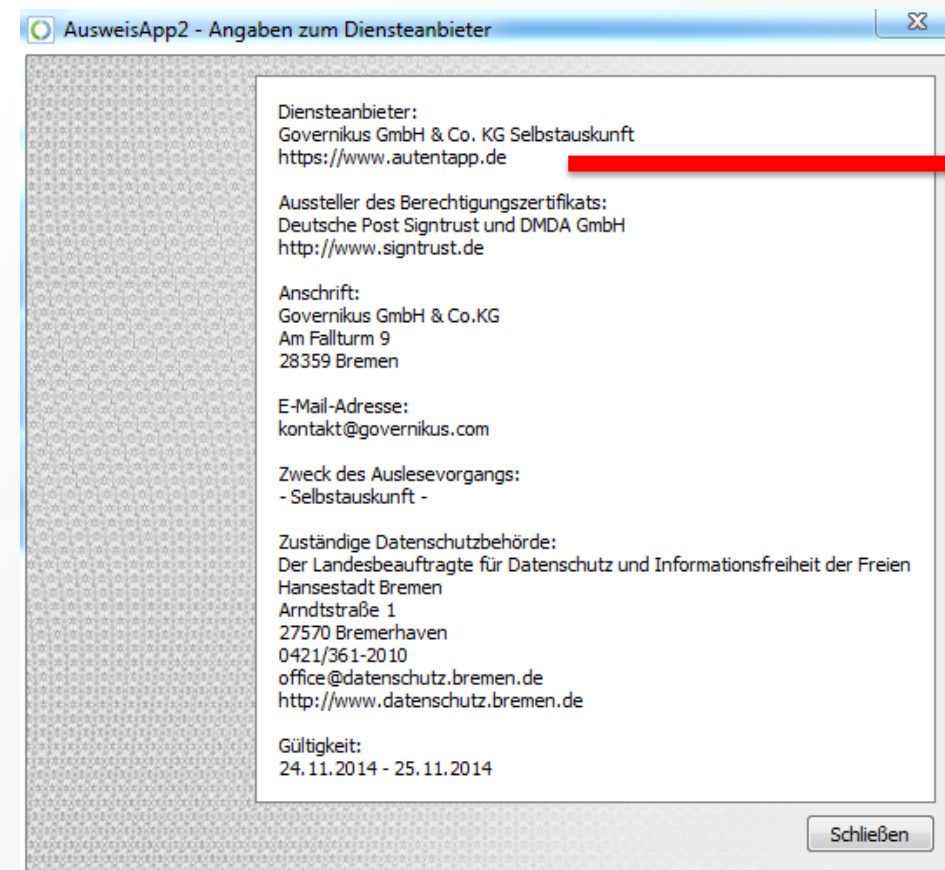 AusweisApp2 - Angaben zum Diensteanbieter
Diensteanbieter:
Governikus GmbH & Co. KG Selbstauskunft
https://www.autentapp.de
Aussteller des Berechtigungszertifikats:
Deutsche Post Signtrust und DMDA GmbH
http://www.signtrust.de
Anschrift:
Governikus GmbH & Co.KG
Am Fallturm 9
28359 Bremen
E-Mail-Adresse:
kontakt@governikus.com
Zweck des Auslesevorgangs:
- Selbstauskunft -
Zuständige Datenschutzbehörde:
Der Landesbeauftragte für Datenschutz und Informationsfreiheit der Freien
Hansestadt Bremen
Arndtstraße 1
27570 Bremerhaven
0421/361-2010
office@datenschutz.bremen.de
http://www.datenschutz.bremen.de
Gültigkeit:
24.11.2014 - 25.11.2014
Schließen